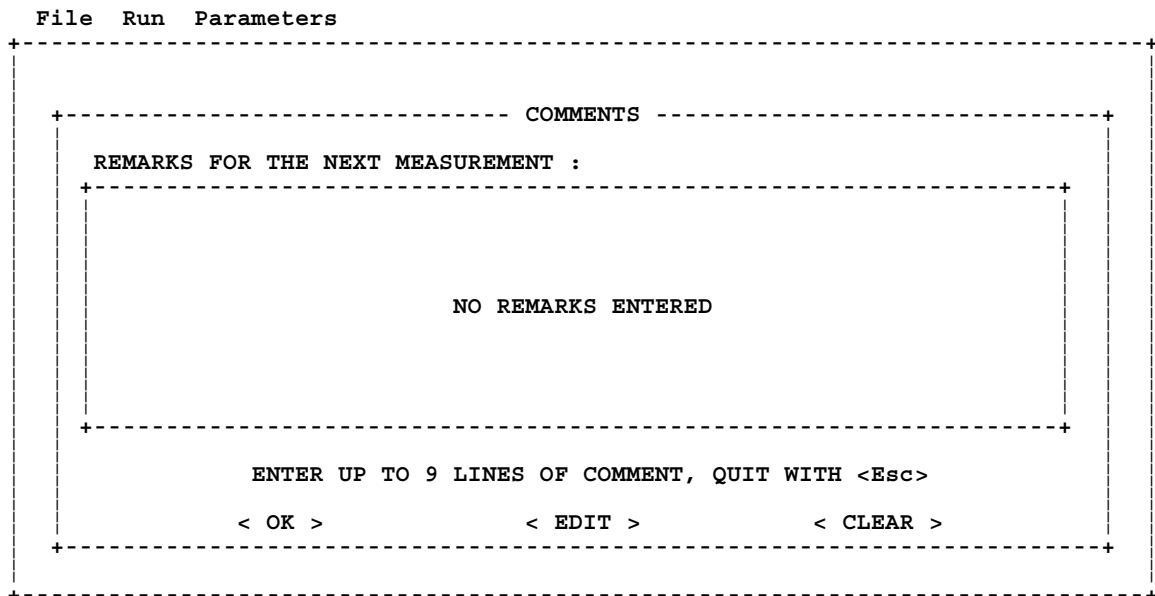 File Run Parameters
COMMENTS
REMARKS FOR THE NEXT MEASUREMENT :
NO REMARKS ENTERED
ENTER UP TO 9 LINES OF COMMENT, QUIT WITH <Esc>
< OK > < EDIT > < CLEAR >